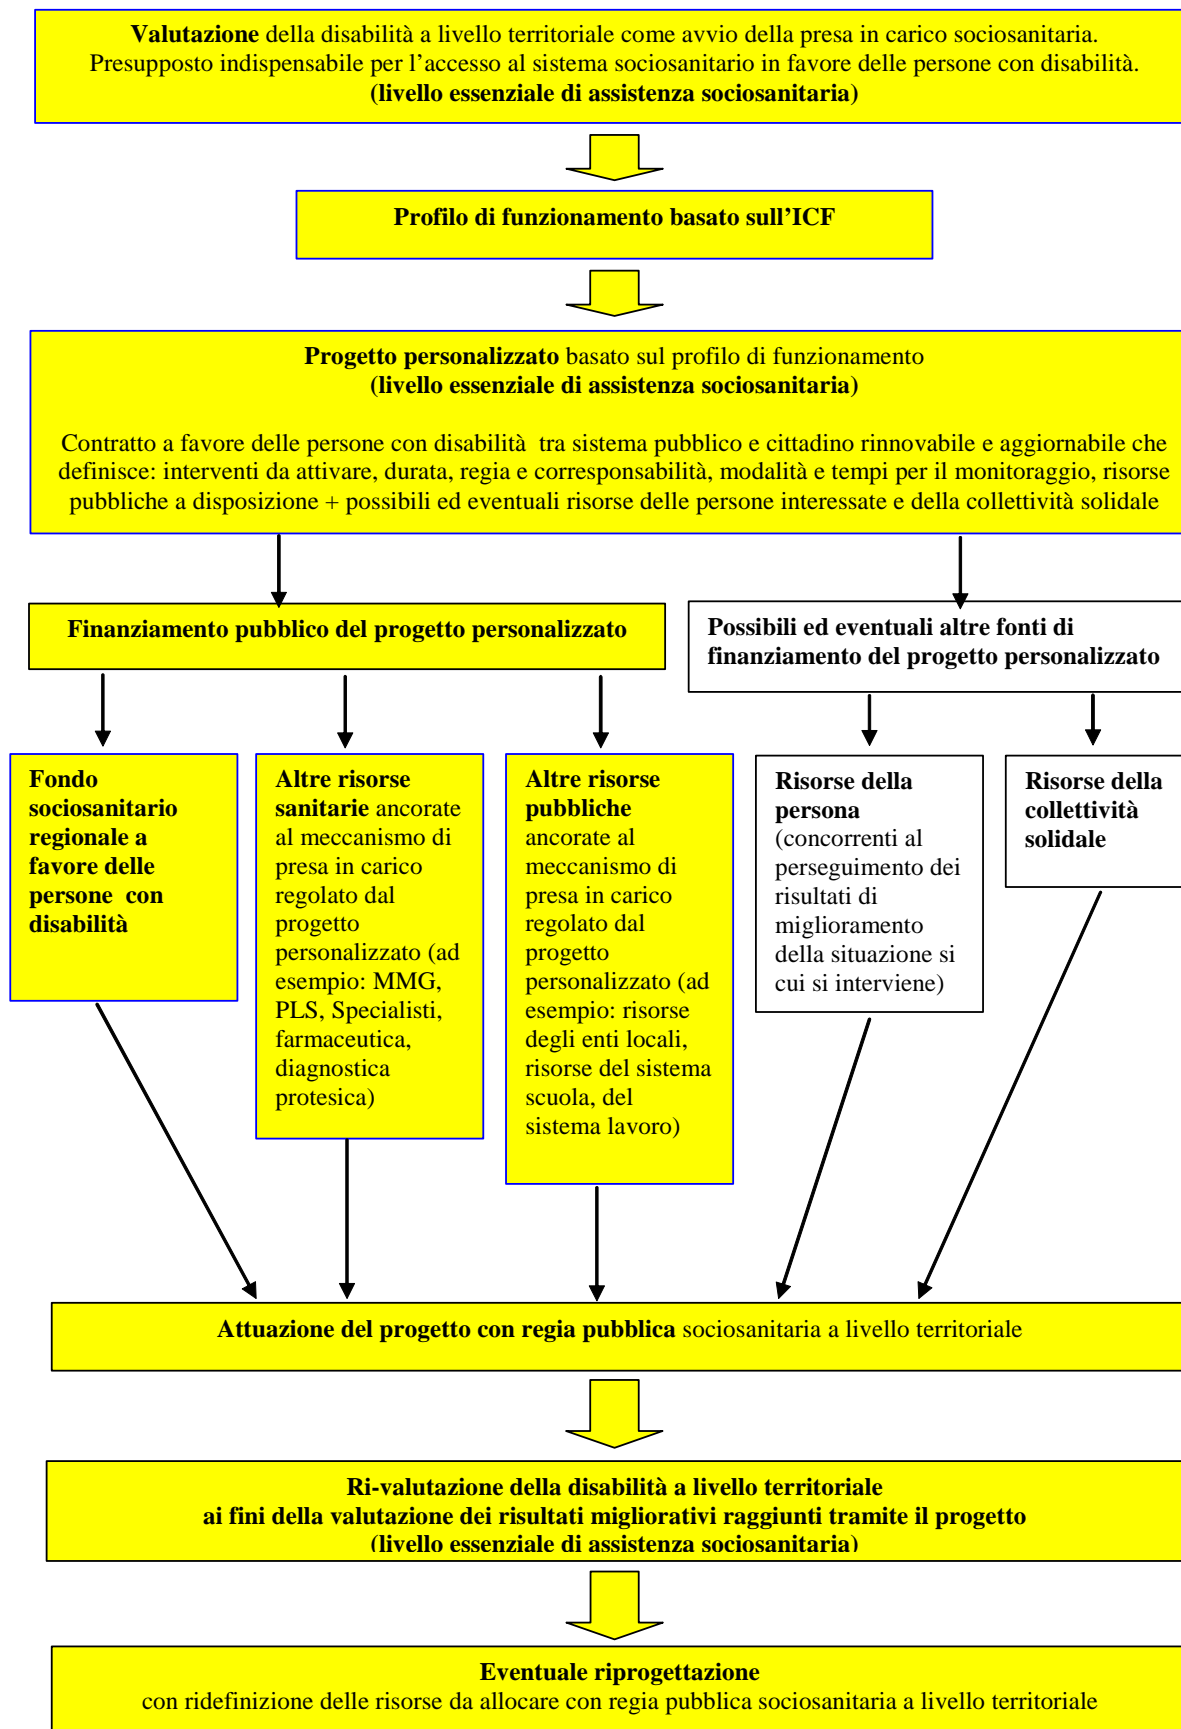 Valutazione della disabilità a livello territoriale come avvio della presa in carico sociosanitaria.
Presupposto indispensabile per l'accesso al sistema sociosanitario in favore delle persone con disabilità.
(livello essenziale di assistenza sociosanitaria)
Profilo di funzionamento basato sull'ICF
Progetto personalizzato basato sul profilo di funzionamento
(livello essenziale di assistenza sociosanitaria)
Contratto a favore delle persone con disabilità  tra sistema pubblico e cittadino rinnovabile e aggiornabile che
definisce: interventi da attivare, durata, regia e corresponsabilità, modalità e tempi per il monitoraggio, risorse
pubbliche a disposizione + possibili ed eventuali risorse delle persone interessate e della collettività solidale
Finanziamento pubblico del progetto personalizzato
Possibili ed eventuali altre fonti di
finanziamento del progetto personalizzato
Fondo
sociosanitario
regionale a
favore delle
persone  con
disabilità
Altre risorse
sanitarie ancorate
al meccanismo di
presa in carico
regolato dal
progetto
personalizzato (ad
esempio: MMG,
PLS, Specialisti,
farmaceutica,
diagnostica
protesica)
Altre risorse
pubbliche
ancorate al
meccanismo di
presa in carico
regolato dal
progetto
personalizzato (ad
esempio: risorse
degli enti locali,
risorse del sistema
scuola, del
sistema lavoro)
Risorse della
persona
(concorrenti al
perseguimento dei
risultati di
miglioramento
della situazione si
cui si interviene)
Risorse della
collettività
solidale
Attuazione del progetto con regia pubblica sociosanitaria a livello territoriale
Ri-valutazione della disabilità a livello territoriale
ai fini della valutazione dei risultati migliorativi raggiunti tramite il progetto
(livello essenziale di assistenza sociosanitaria)
Eventuale riprogettazione
con ridefinizione delle risorse da allocare con regia pubblica sociosanitaria a livello territoriale